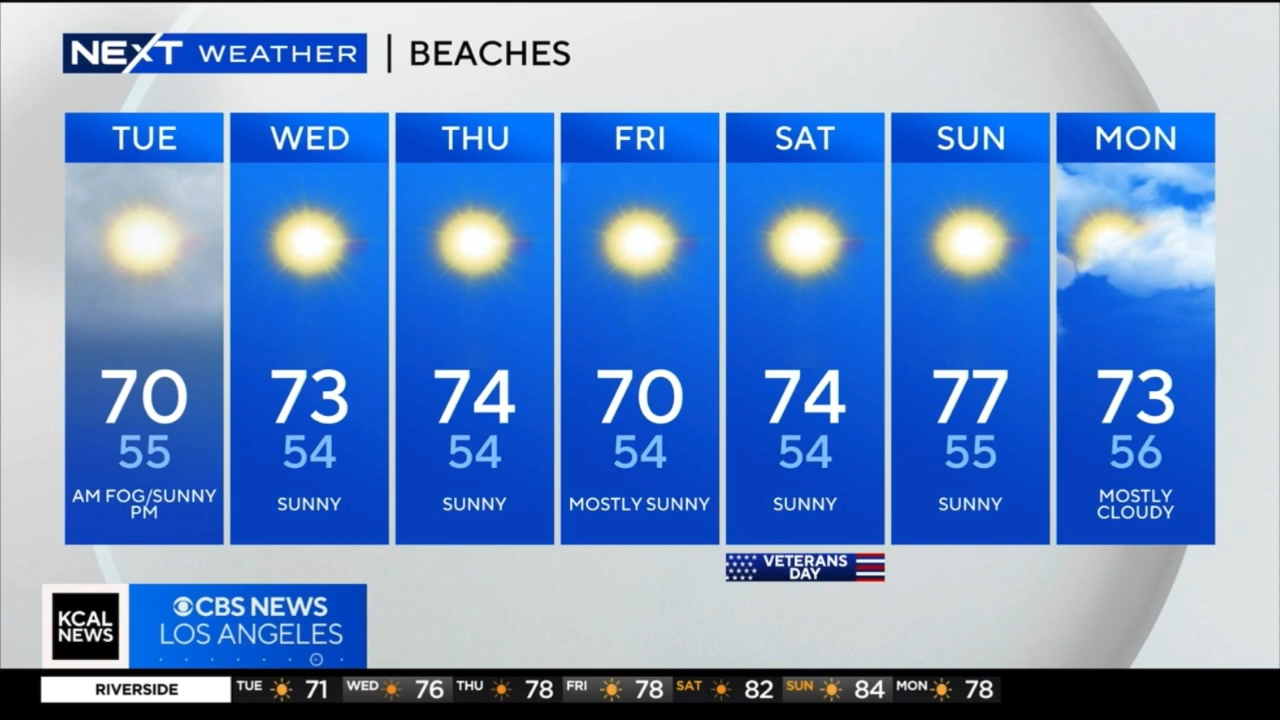 NEXT WEATHER | BEACHES
TUE WED THU FRI SAT SUN MON
70 73 74 70 74 77 73
55 54 54 54 54 55 56
AM FOG/SUNNY
PM
SUNNY
SUNNY
MOSTLY SUNNY
SUNNY
SUNNY
MOSTLY
CLOUDY
VETERANS
DAY
KCAL
NEWS
CBS NEWS
LOS ANGELES
RIVERSIDE TUE 71 WED 76 THU 78 FRI 78 SAT 82 SUN 84 MON 78